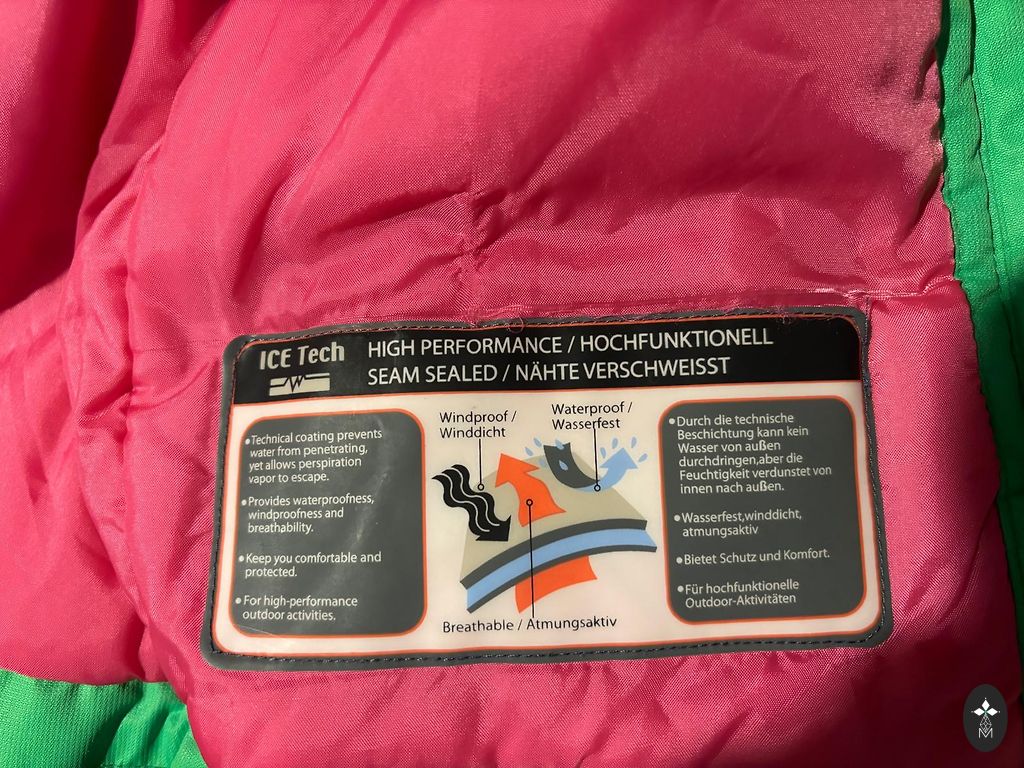 ICE Tech
HIGH PERFORMANCE / HOCHFUNKTIONELL
SEAM SEALED / NÄHTE VERSCHWEISST
•Technical coating prevents
water from penetrating,
yet allows perspiration
vapor to escape.
•Provides waterproofness,
windproofness and
breathability.
•Keep you comfortable and
protected.
•For high-performance
outdoor activities.
Windproof /
Winddicht
Waterproof /
Wasserfest
Breathable / Atmungsaktiv
•Durch die technische
Beschichtung kann kein
Wasser von außen
durchdringen,aber die
Feuchtigkeit verdunstet von
innen nach außen.
•Wasserfest,winddicht,
atmungsaktiv
•Bietet Schutz und Komfort.
•Für hochfunktionelle
Outdoor-Aktivitäten
M